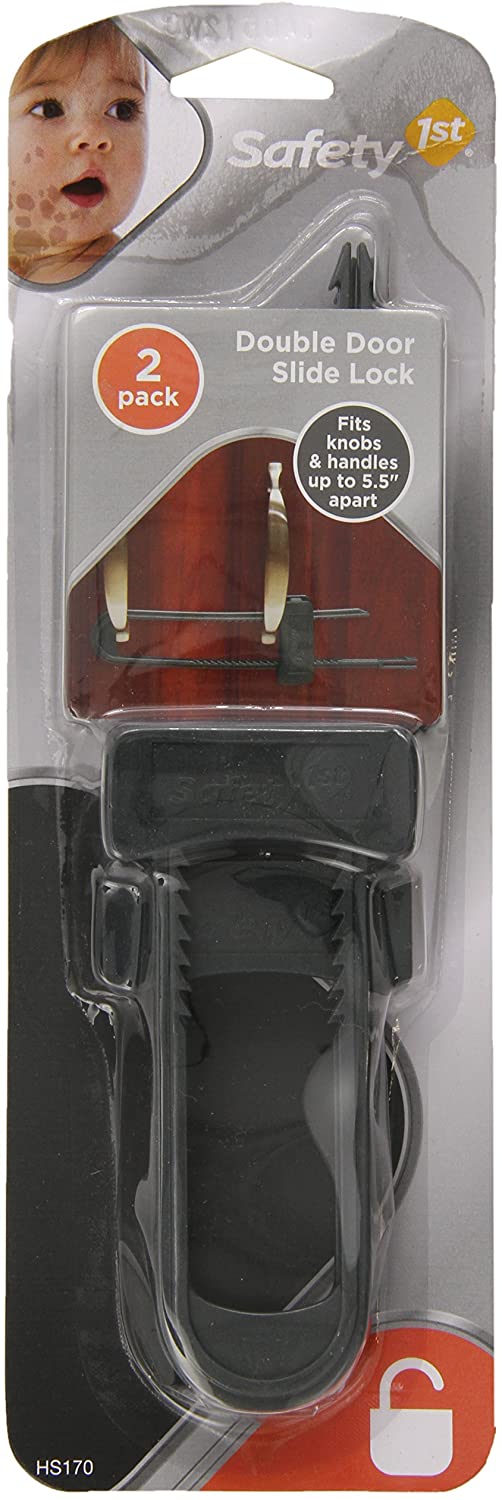 Safety 1st
2
pack
Double Door
Slide Lock
Fits
knobs
& handles
up to 5.5"
apart
Safety 1st
HS170